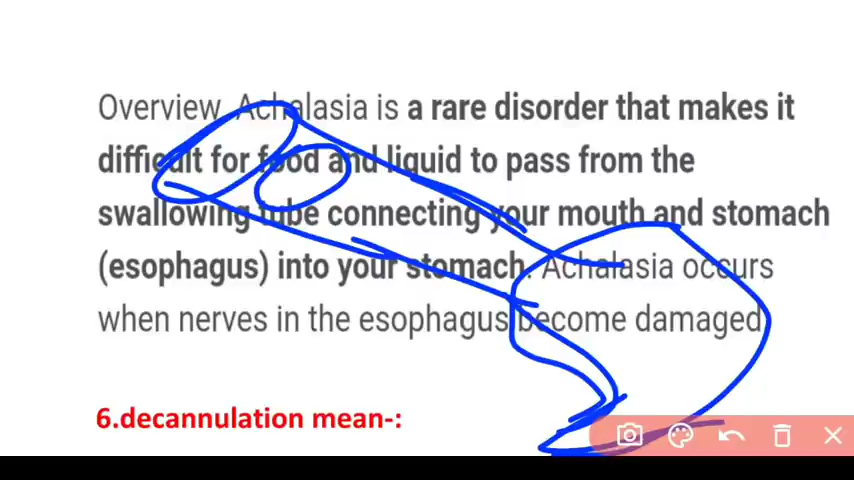 Overview. Achalasia is a rare disorder that makes it
difficult for food and liquid to pass from the
swallowing tube connecting your mouth and stomach
(esophagus) into your stomach. Achalasia occurs
when nerves in the esophagus become damaged.
6.decannulation mean-: